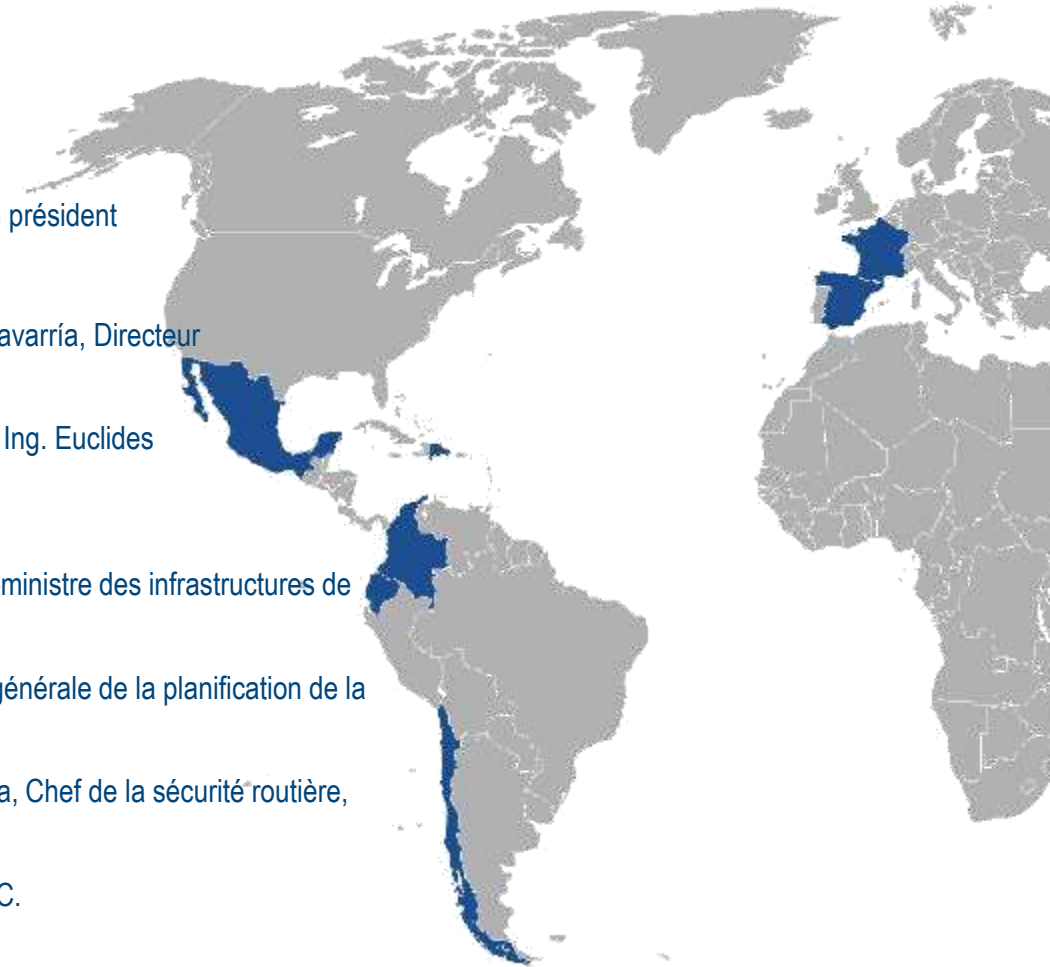 président
avarría, Directeur
Ing. Euclides
ministre des infrastructures de
générale de la planification de la
a, Chef de la sécurité routière,
C.